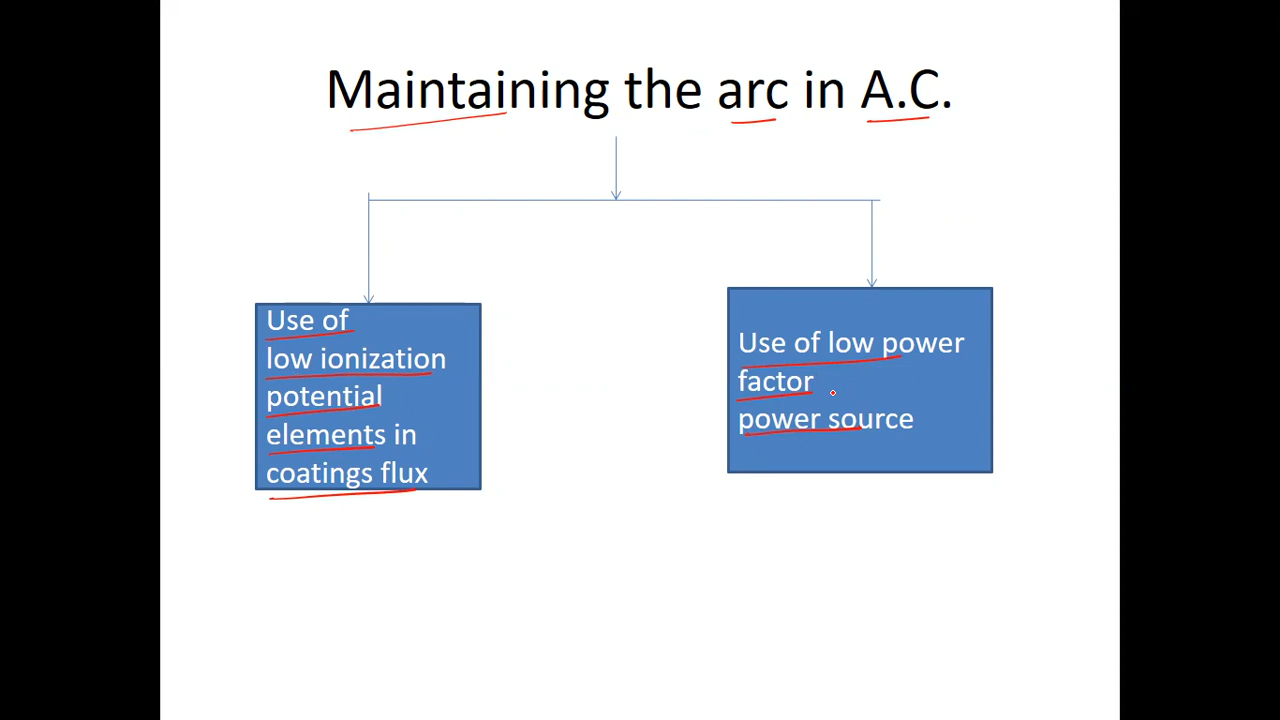 Maintaining the arc in A.C.
Use of
low ionization
potential
elements in
coatings flux
Use of low power
factor
power source